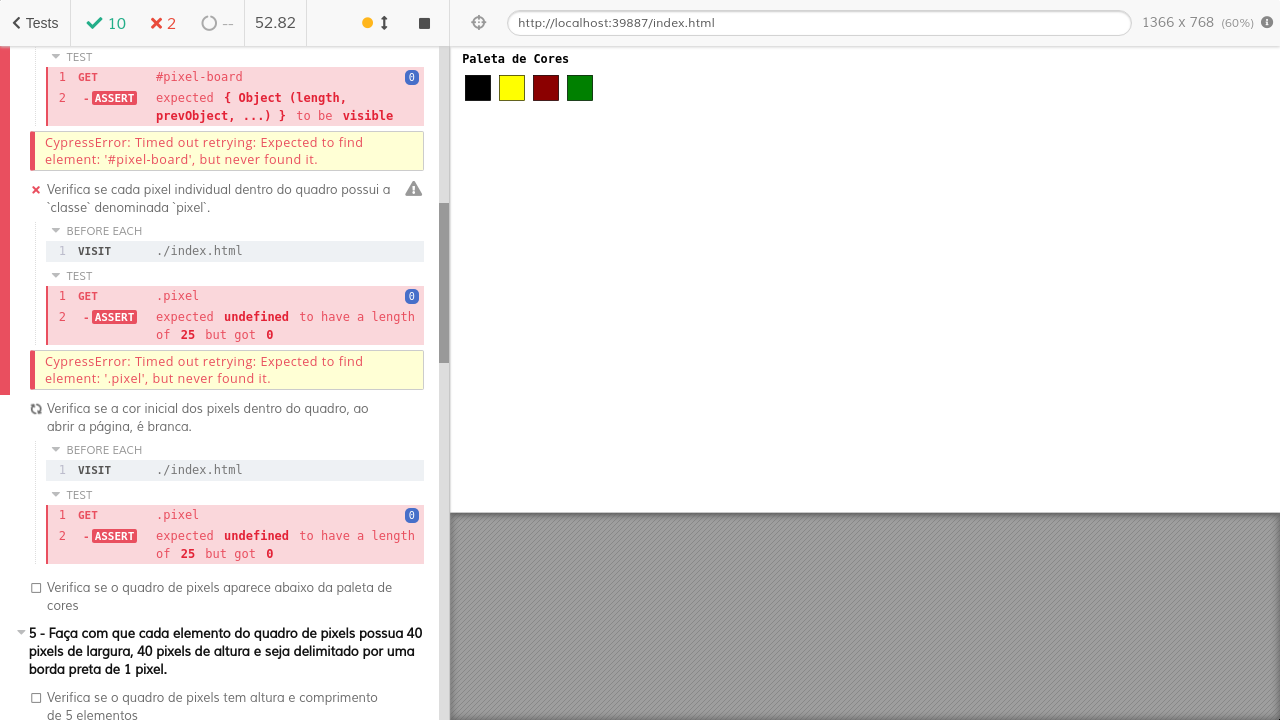 Tests 10 2 -- 52.82 http://localhost:39887/index.html 1366 x 768 (60%)
TEST
1 GET #pixel-board 0
2 -ASSERT expected { Object (length,
prevObject, ...) } to be visible
CypressError: Timed out retrying: Expected to find
element: '#pixel-board', but never found it.
Verifica se cada pixel individual dentro do quadro possui a
`classe` denominada `pixel`.
BEFORE EACH
1 VISIT ./index.html
TEST
1 GET .pixel 0
2 -ASSERT expected undefined to have a length
of 25 but got 0
CypressError: Timed out retrying: Expected to find
element: '.pixel', but never found it.
Verifica se a cor inicial dos pixels dentro do quadro, ao
abrir a página, é branca.
BEFORE EACH
1 VISIT ./index.html
TEST
1 GET .pixel 0
2 -ASSERT expected undefined to have a length
of 25 but got 0
Verifica se o quadro de pixels aparece abaixo da paleta de
cores
5 - Faça com que cada elemento do quadro de pixels possua 40
pixels de largura, 40 pixels de altura e seja delimitado por uma
borda preta de 1 pixel.
Verifica se o quadro de pixels tem altura e comprimento
de 5 elementos
Paleta de Cores